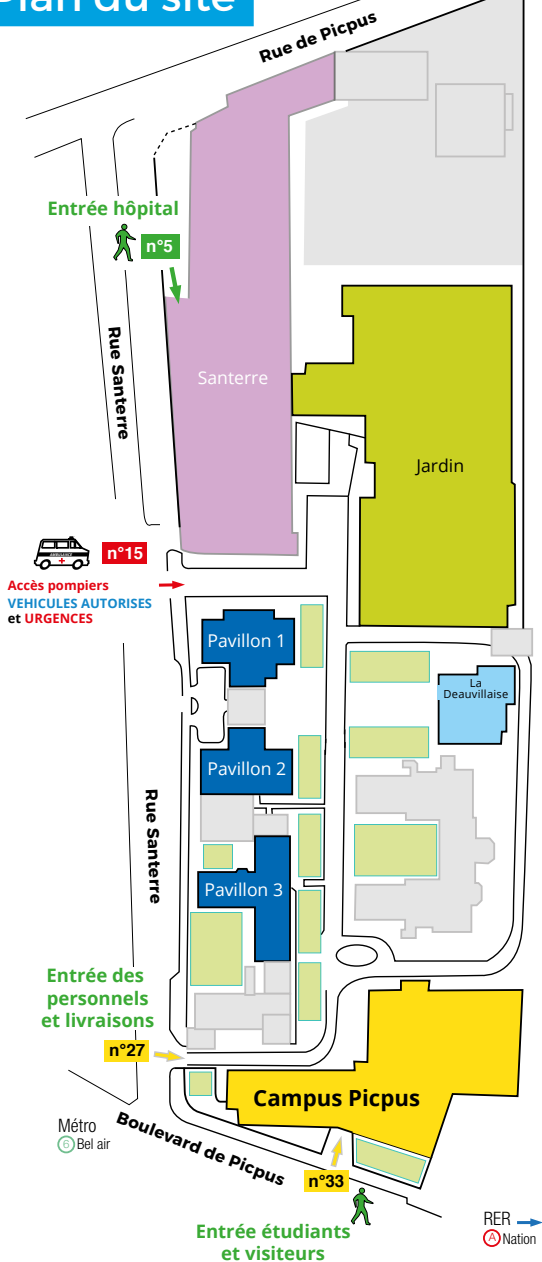 Plan du site
Rue de Picpus
Entrée hôpital
n°5
Rue Santerre
Santerre
Jardin
n°15
AMBULANCE
Accès pompiers
VEHICULES AUTORISES
et URGENCES
Pavillon 1
La
Deauvillaise
Pavillon 2
Rue Santerre
Pavillon 3
Entrée des
personnels
et livraisons
n°27
Campus Picpus
Métro
6 Bel air
Boulevard de Picpus
n°33
Entrée étudiants
et visiteurs
RER
A Nation